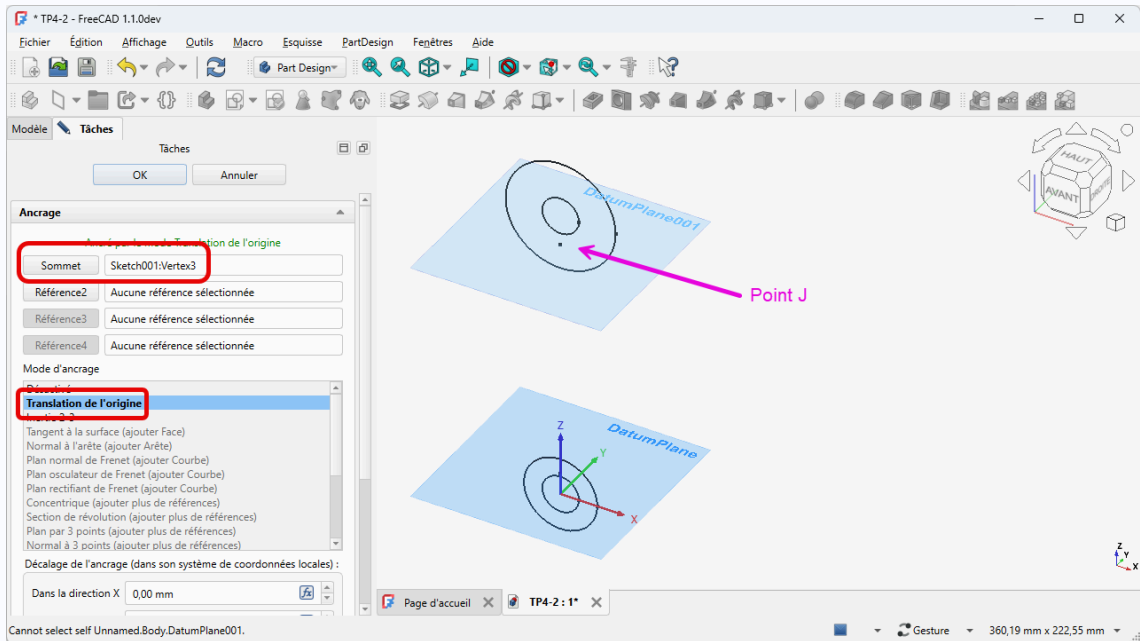 * TP4-2 - FreeCAD 1.1.0dev
Fichier Édition Affichage Outils Macro Esquisse PartDesign Fenêtres Aide
Part Design
Modèle Tâches
Tâches
OK Annuler
Ancrage
Ancré par le mode Translation de l'origine
Sommet Sketch001:Vertex3
Référence2 Aucune référence sélectionnée
Référence3 Aucune référence sélectionnée
Référence4 Aucune référence sélectionnée
Mode d'ancrage
Désactivé
Translation de l'origine
Inertie 2-3
Tangent à la surface (ajouter Face)
Normal à l'arête (ajouter Arête)
Plan normal de Frenet (ajouter Courbe)
Plan osculateur de Frenet (ajouter Courbe)
Plan rectifiant de Frenet (ajouter Courbe)
Concentrique (ajouter plus de références)
Section de révolution (ajouter plus de références)
Plan par 3 points (ajouter plus de références)
Normal à 3 points (ajouter plus de références)
Décalage de l'ancrage (dans son système de coordonnées locales) :
Dans la direction X 0,00 mm
DatumPlane001
Point J
DatumPlane
Z
Y
X
HAUT
AVANT
DROITE
Z
Y
X
Page d'accueil TP4-2 : 1*
Cannot select self Unnamed.Body.DatumPlane001.
Gesture 360,19 mm x 222,55 mm